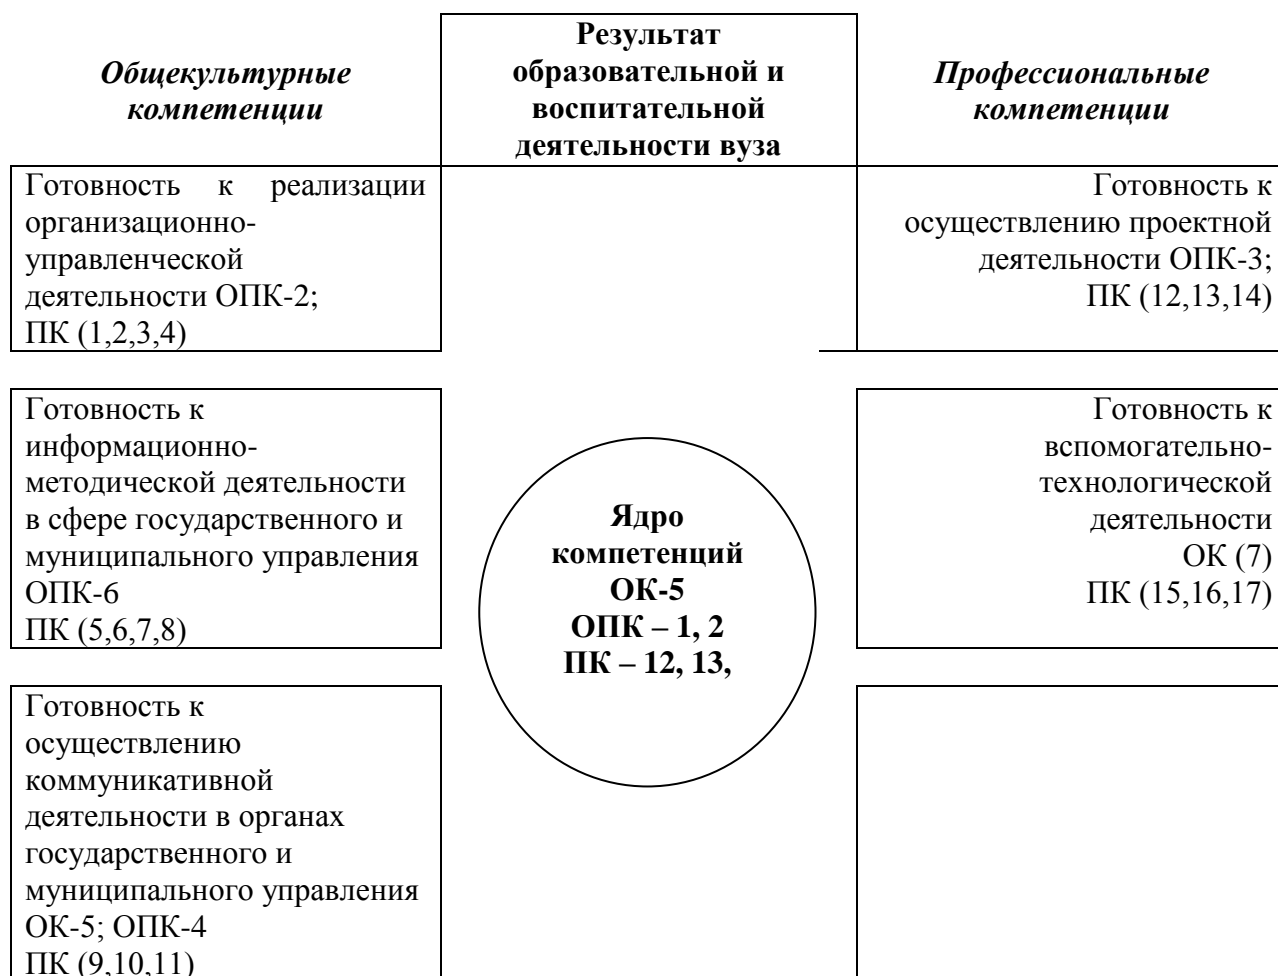 Общекультурные
компетенции
Результат
образовательной и
воспитательной
деятельности вуза
Профессиональные
компетенции
Готовность к реализации
организационно-
управленческой
деятельности ОПК-2;
ПК (1,2,3,4)
Готовность к
осуществлению проектной
деятельности ОПК-3;
ПК (12,13,14)
Готовность к
информационно-
методической деятельности
в сфере государственного и
муниципального управления
ОПК-6
ПК (5,6,7,8)
Ядро
компетенций
ОК-5
ОПК – 1, 2
ПК – 12, 13,
Готовность к
вспомогательно-
технологической
деятельности
ОК (7)
ПК (15,16,17)
Готовность к
осуществлению
коммуникативной
деятельности в органах
государственного и
муниципального управления
ОК-5; ОПК-4
ПК (9,10,11)